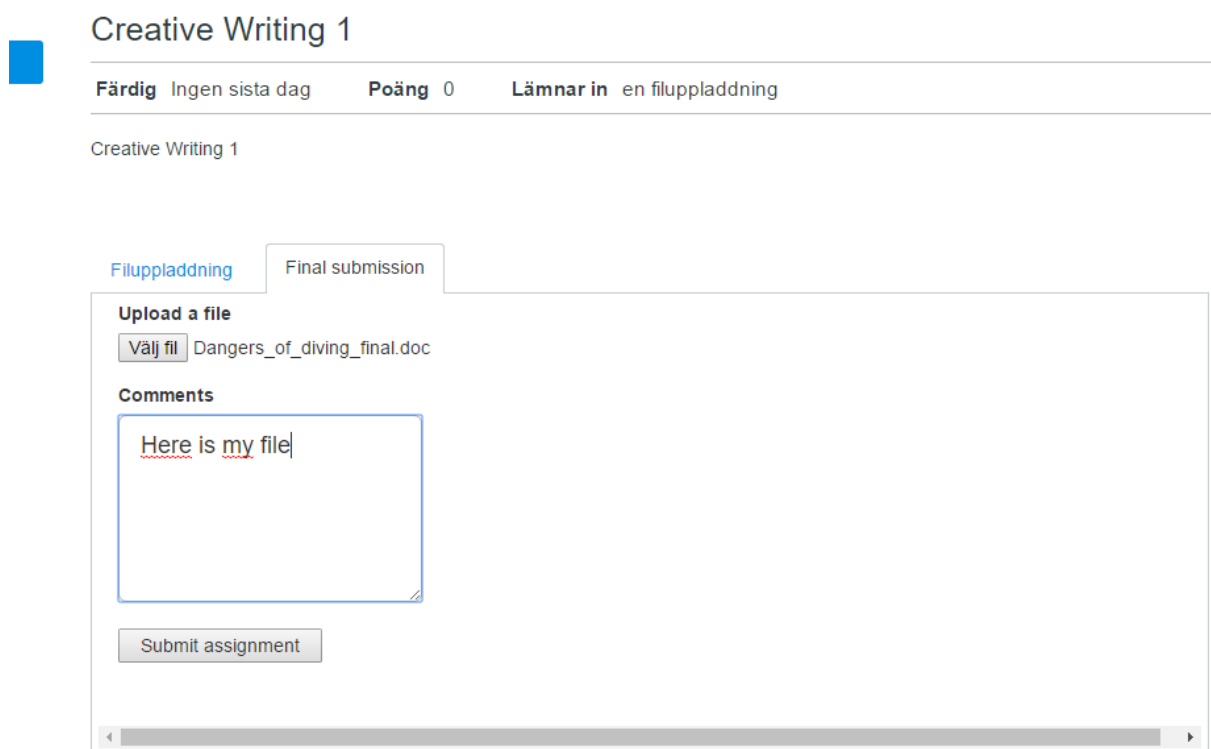 Creative Writing 1
Färdig Ingen sista dag Poäng 0 Lämnar in en filuppladdning
Creative Writing 1
Filuppladdning Final submission
Upload a file
Välj fil Dangers_of_diving_final.doc
Comments
Here is my file
Submit assignment